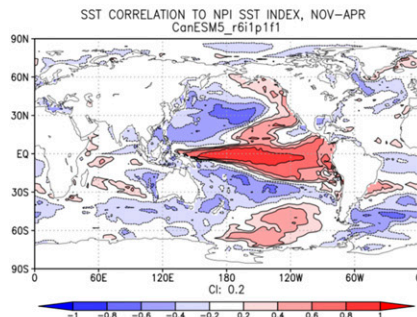 SST CORRELATION TO NPI SST INDEX, NOV-APR
CanESM5_r6i1p1f1
90N
60N
30N
EQ
30S
60S
90S
0 60E 120E 180 120W 60W 0
CI: 0.2
-1 -0.8 -0.6 -0.4 -0.2 0.2 0.4 0.6 0.8 1